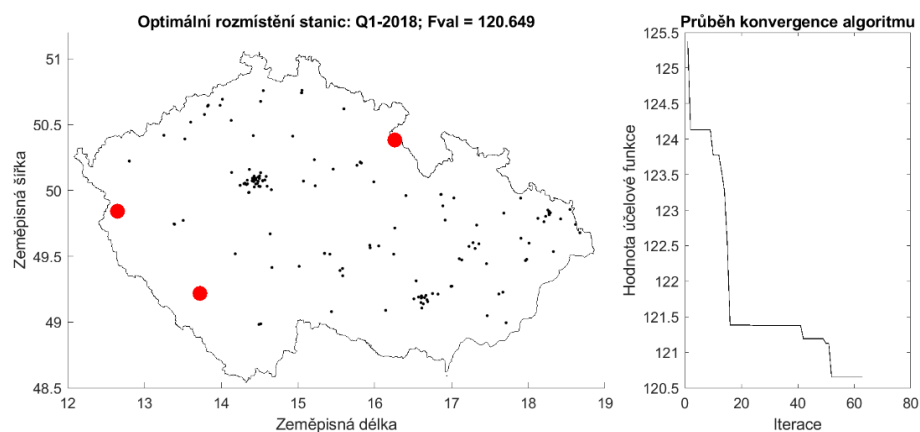 Optimální rozmístění stanic: Q1-2018; Fval = 120.649
51
50.5
50
49.5
49
48.5
12 13 14 15 16 17 18 19
Zeměpisná šířka
Zeměpisná délka
Průběh konvergence algoritmu
125.5
125
124.5
124
123.5
123
122.5
122
121.5
121
120.5
0 20 40 60 80
Hodnota účelové funkce
Iterace